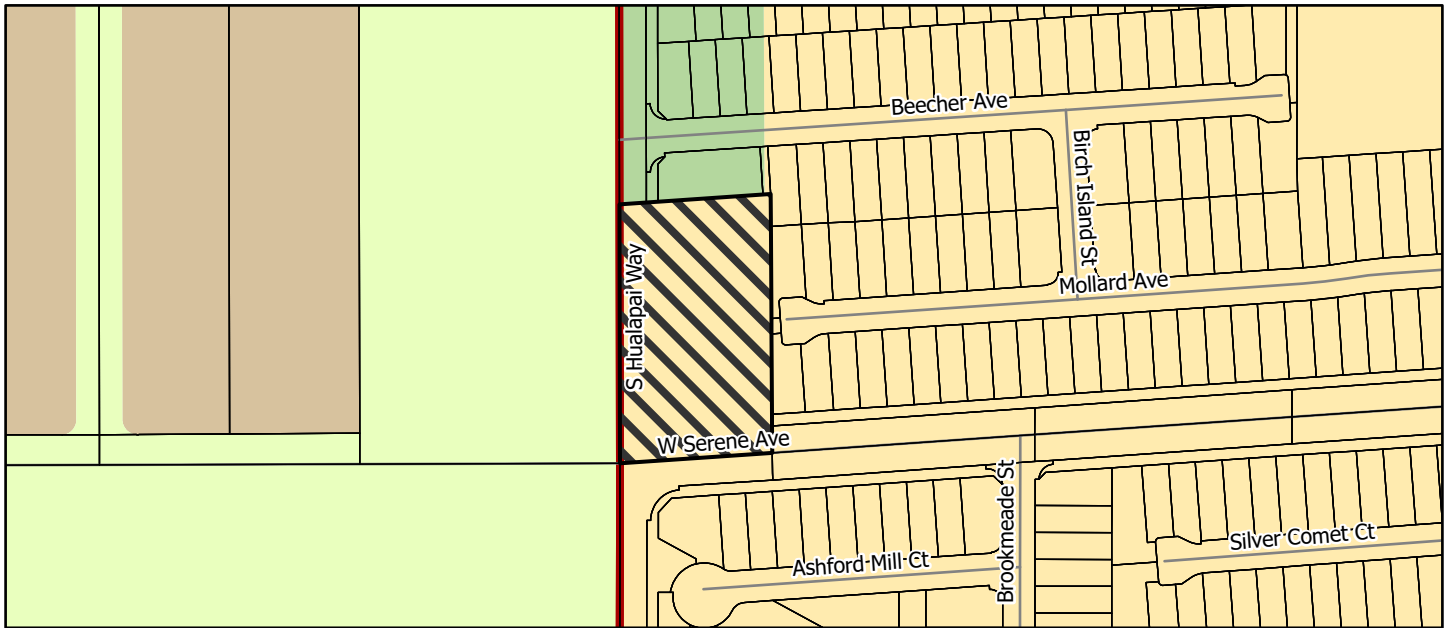 Beecher Ave
Birch Island St
S Hualapai Way
Mollard Ave
W Serene Ave
Brookmeade St
Silver Comet Ct
Ashford Mill Ct